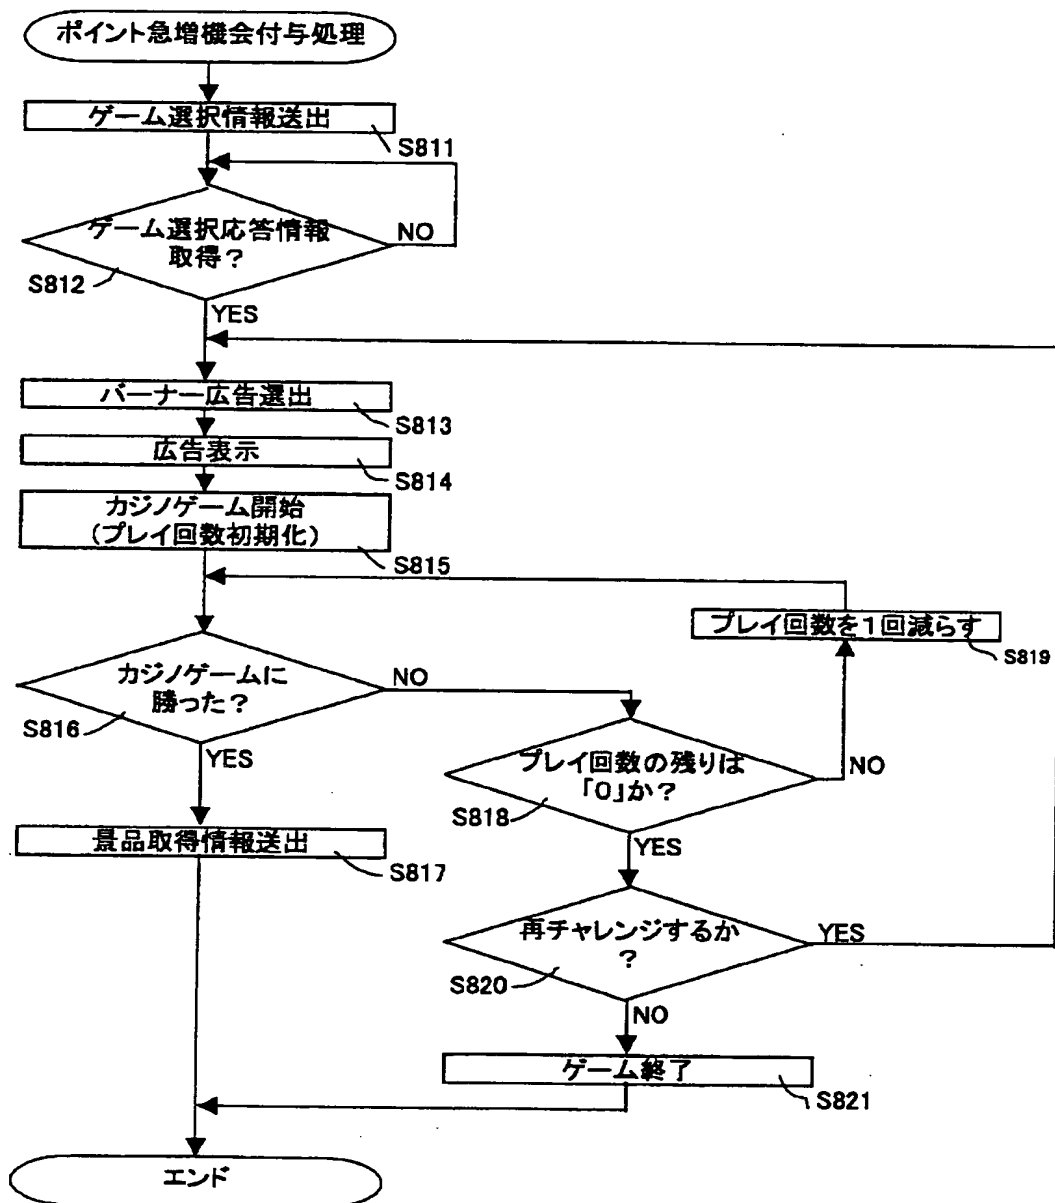 ポイント急増機会付与処理
ゲーム選択情報送出
S811
ゲーム選択応答情報
取得？
NO
S812
YES
バーナー広告選出
S813
広告表示
S814
カジノゲーム開始
（プレイ回数初期化）
S815
プレイ回数を1回減らす
S819
カジノゲームに
勝った？
NO
S816
YES
プレイ回数の残りは
「0」か？
NO
S818
YES
景品取得情報送出
S817
再チャレンジするか
？
YES
S820
NO
ゲーム終了
S821
エンド